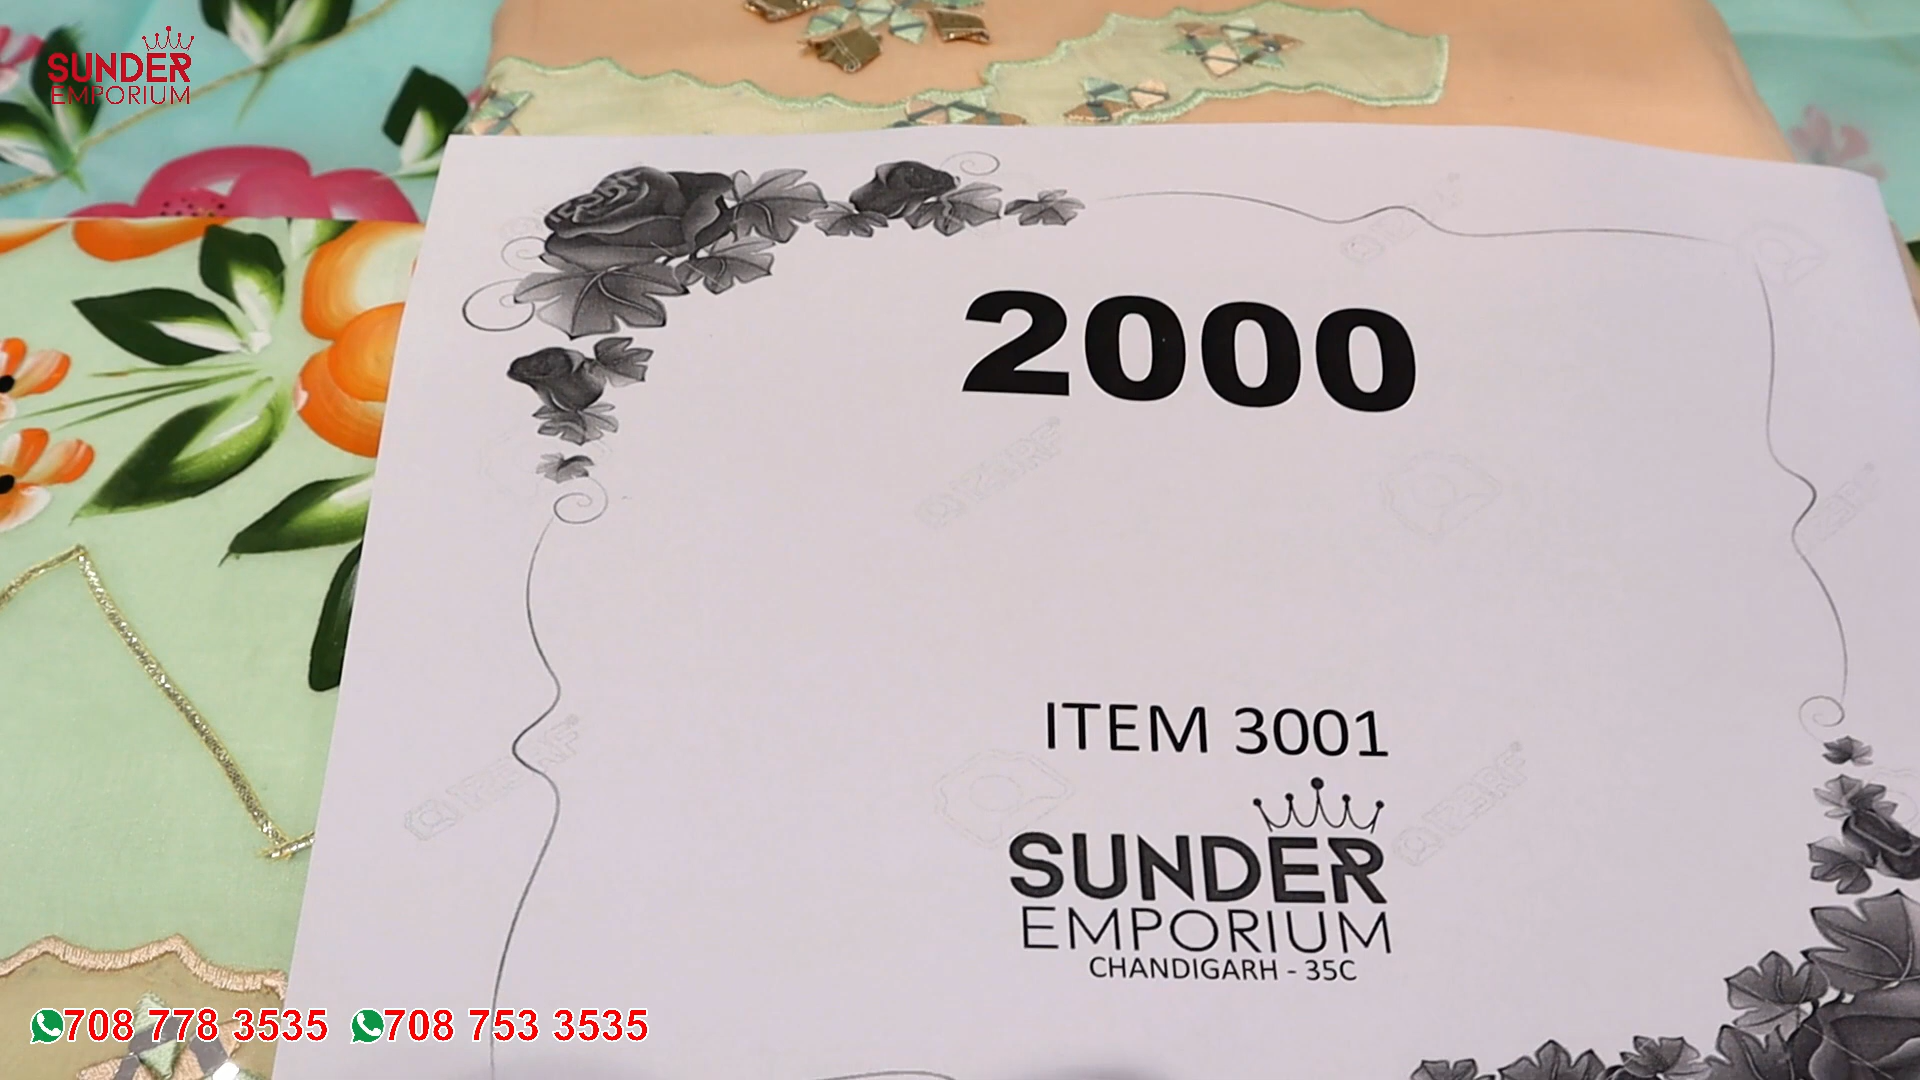 SUNDER
EMPORIUM
2000
ITEM 3001
SUNDER
EMPORIUM
CHANDIGARH - 35C
708 778 3535 708 753 3535